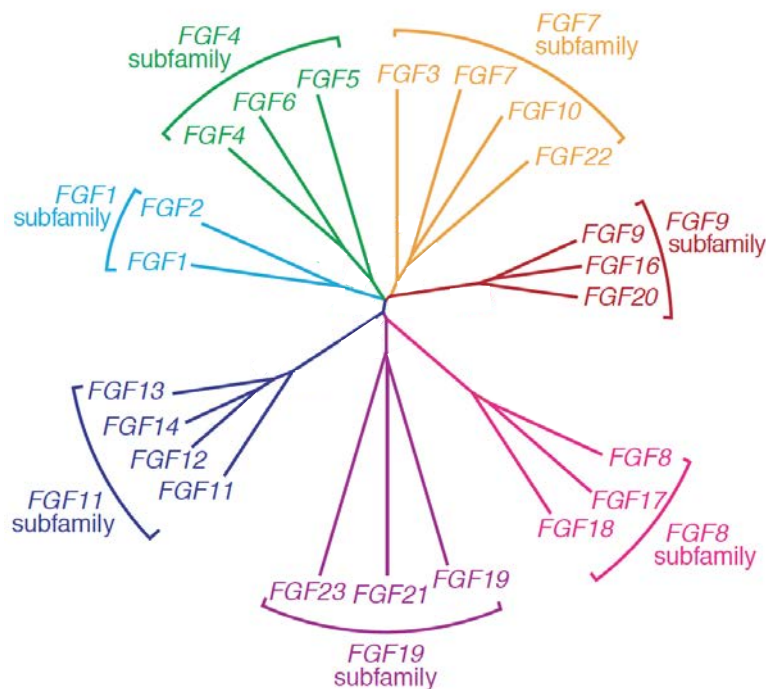 FGF4
subfamily
FGF5
FGF6
FGF4
FGF7
subfamily
FGF3
FGF7
FGF10
FGF22
FGF1
subfamily
FGF2
FGF1
FGF9
subfamily
FGF9
FGF16
FGF20
FGF13
FGF14
FGF12
FGF11
FGF11
subfamily
FGF8
FGF17
FGF18
FGF8
subfamily
FGF23
FGF21
FGF19
FGF19
subfamily